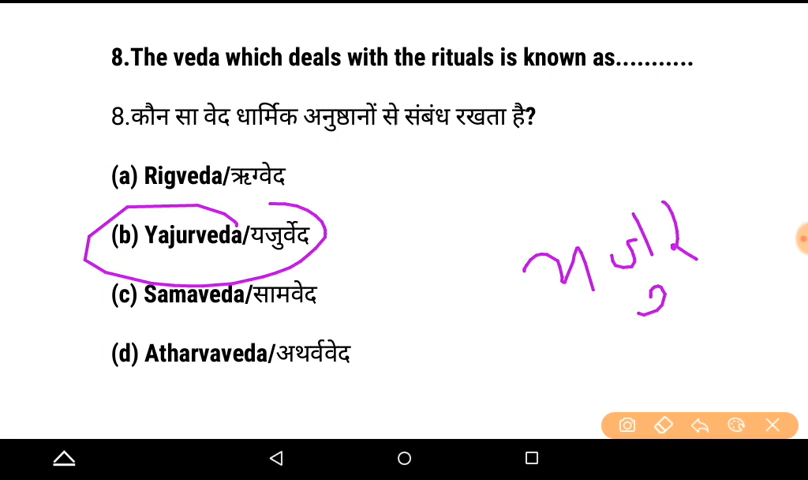 8.The veda which deals with the rituals is known as...........
8.कौन सा वेद धार्मिक अनुष्ठानों से संबंध रखता है?
(a) Rigveda/ऋग्वेद
(b) Yajurveda/यजुर्वेद
(c) Samaveda/सामवेद
(d) Atharvaveda/अथर्ववेद